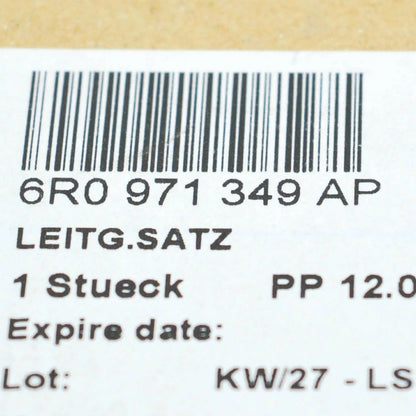 6R0 971 349 AP
LEITG.SATZ
1 Stueck PP 12.0
Expire date:
Lot: KW/27 - LS